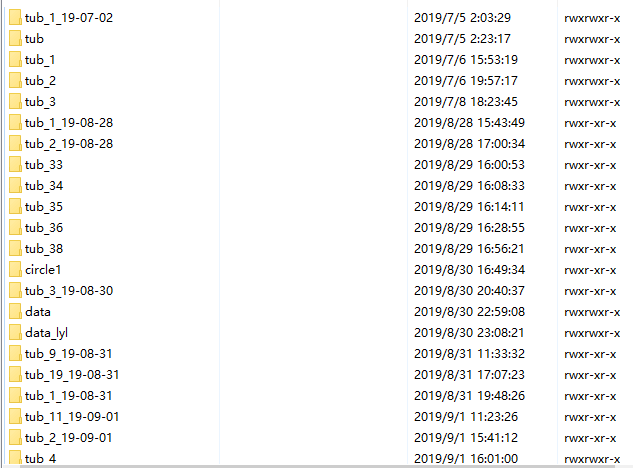 tub_1_19-07-02 2019/7/5 2:03:29 rwxrwxr-x
tub 2019/7/5 2:23:17 rwxrwxr-x
tub_1 2019/7/6 15:53:19 rwxrwxr-x
tub_2 2019/7/6 19:57:17 rwxrwxr-x
tub_3 2019/7/8 18:23:45 rwxrwxr-x
tub_1_19-08-28 2019/8/28 15:43:49 rwxr-xr-x
tub_2_19-08-28 2019/8/28 17:00:34 rwxr-xr-x
tub_33 2019/8/29 16:00:53 rwxr-xr-x
tub_34 2019/8/29 16:08:33 rwxr-xr-x
tub_35 2019/8/29 16:14:11 rwxr-xr-x
tub_36 2019/8/29 16:28:55 rwxr-xr-x
tub_38 2019/8/29 16:56:21 rwxr-xr-x
circle1 2019/8/30 16:49:34 rwxr-xr-x
tub_3_19-08-30 2019/8/30 20:40:37 rwxr-xr-x
data 2019/8/30 22:59:08 rwxrwxr-x
data_lyl 2019/8/30 23:08:21 rwxrwxr-x
tub_9_19-08-31 2019/8/31 11:33:32 rwxr-xr-x
tub_19_19-08-31 2019/8/31 17:07:23 rwxr-xr-x
tub_1_19-08-31 2019/8/31 19:48:26 rwxr-xr-x
tub_11_19-09-01 2019/9/1 11:23:26 rwxr-xr-x
tub_2_19-09-01 2019/9/1 15:41:12 rwxr-xr-x
tub_4 2019/9/1 16:01:00 rwxr-xr-x